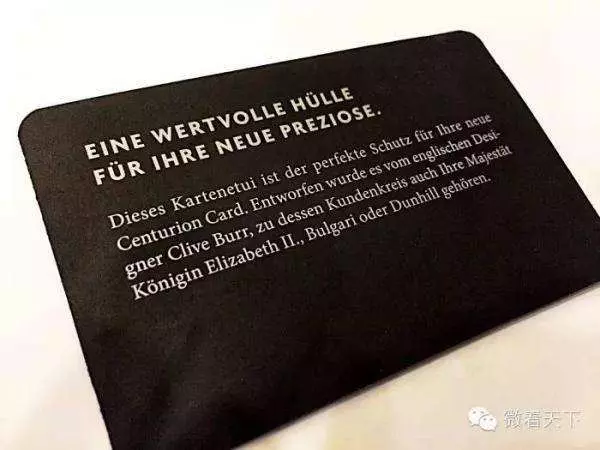 EINE WERTVOLLE HÜLLE
FÜR IHRE NEUE PREZIOSE.
Dieses Kartenetui ist der perfekte Schutz für Ihre neue
Centurion Card. Entworfen wurde es vom englischen Desi-
gner Clive Burr, zu dessen Kundenkreis auch Ihre Majestät
Königin Elizabeth II., Bulgari oder Dunhill gehören.
微看天下